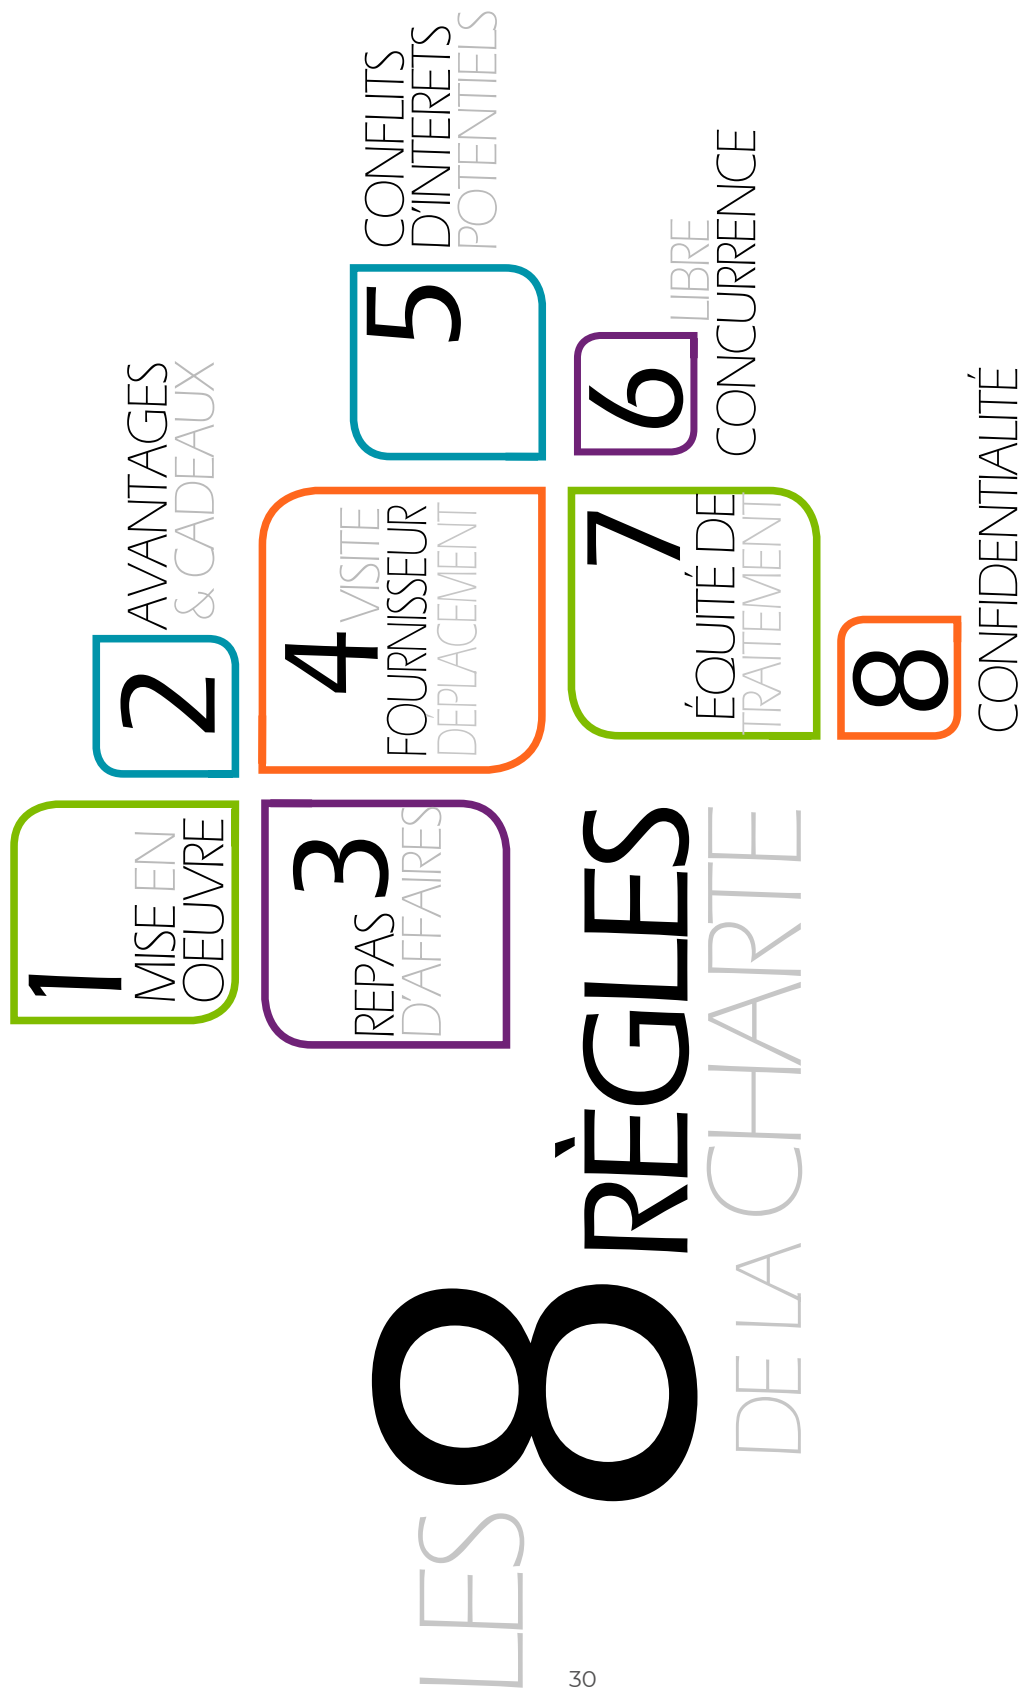 LES
8
RÈGLES
DE LA CHARTE
1
MISE EN
OEUVRE
2
AVANTAGES
& CADEAUX
3
REPAS
D'AFFAIRES
4
VISITE
FOURNISSEUR
DÉPLACEMENT
5
CONFLITS
D'INTERETS
POTENTIELS
6
LIBRE
CONCURRENCE
7
ÉQUITÉ DE
TRAITEMENT
8
CONFIDENTIALITÉ
30